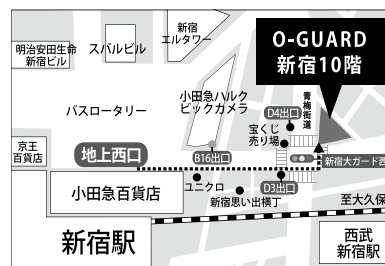 新宿
エルタワー
O-GUARD
新宿10階
明治安田生命
新宿ビル
スバルビル
小田急ハルク
ビックカメラ
青梅街道
D4出口
バスロータリー
宝くじ
売り場
京王
百貨店
地上西口
B16出口
新宿大ガード西
ユニクロ
D3出口
小田急百貨店
新宿思い出横丁
至大久保
新宿駅
西武
新宿駅